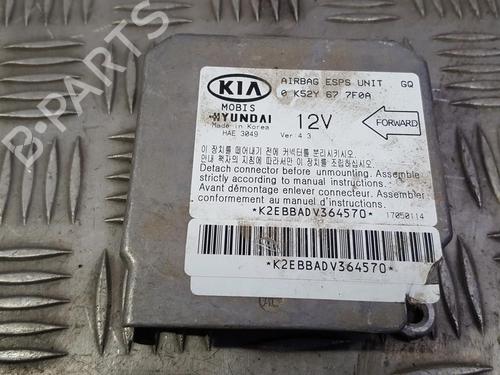 AIRBAG ESPS UNIT GQ
KIA
0 K52Y 67 7F0A
MOBIS
HYUNDAI
12V
FORWARD
Made in Korea
HAE 3049
Ver 4.3
이 장치를 떼어내기 전에 커넥터를 분리시키시오.
안내 책자의 지침에 따라서만 이 장치를 조립하십시오.
Detach connector before unmounting. Assemble
strictly according to manual instructions.
Avant démontage enlever connecteur. Assembler
conformement au manuel d'instructions.
*K2EBBADV364570* 17050114
*K2EBBADV364570*